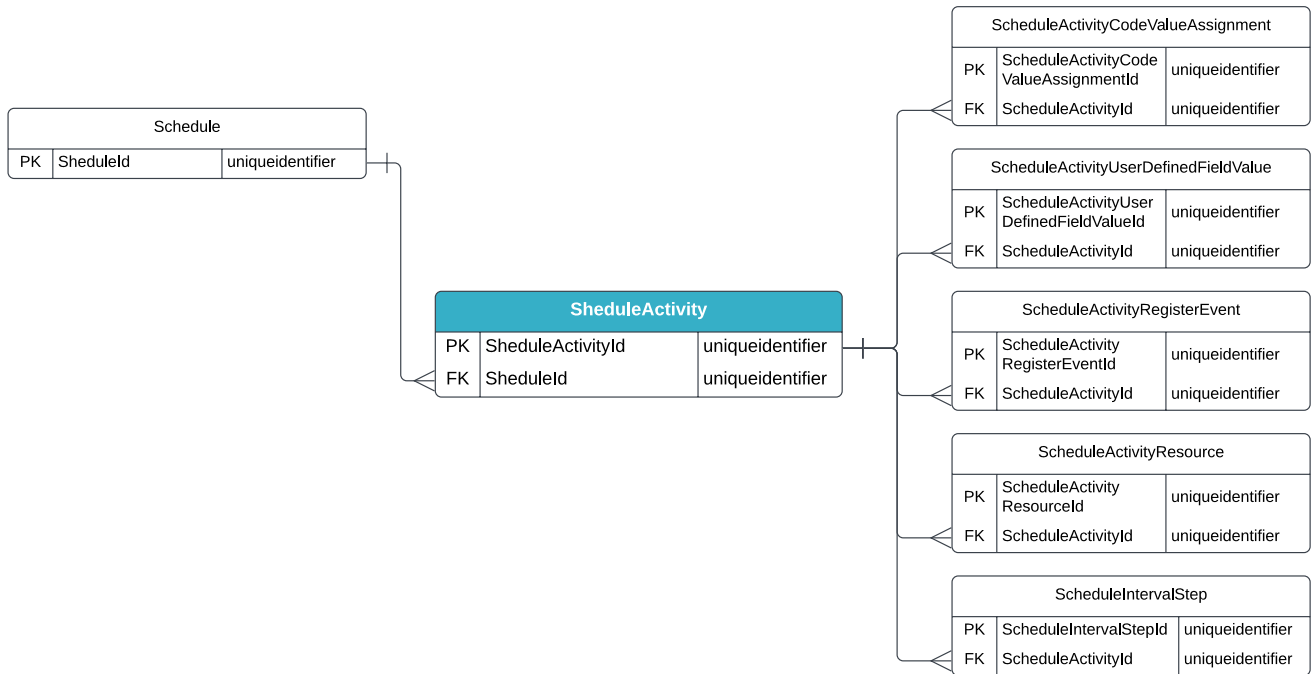 Schedule
PK SheduleId uniqueidentifier
SheduleActivity
PK SheduleActivityId uniqueidentifier
FK SheduleId uniqueidentifier
ScheduleActivityCodeValueAssignment
PK ScheduleActivityCode uniqueidentifier
ValueAssignmentId
FK ScheduleActivityId uniqueidentifier
ScheduleActivityUserDefinedFieldValue
PK ScheduleActivityUser uniqueidentifier
DefinedFieldValueId
FK ScheduleActivityId uniqueidentifier
ScheduleActivityRegisterEvent
PK ScheduleActivity uniqueidentifier
RegisterEventId
FK ScheduleActivityId uniqueidentifier
ScheduleActivityResource
PK ScheduleActivity uniqueidentifier
ResourceId
FK ScheduleActivityId uniqueidentifier
ScheduleIntervalStep
PK ScheduleIntervalStepId uniqueidentifier
FK ScheduleActivityId uniqueidentifier